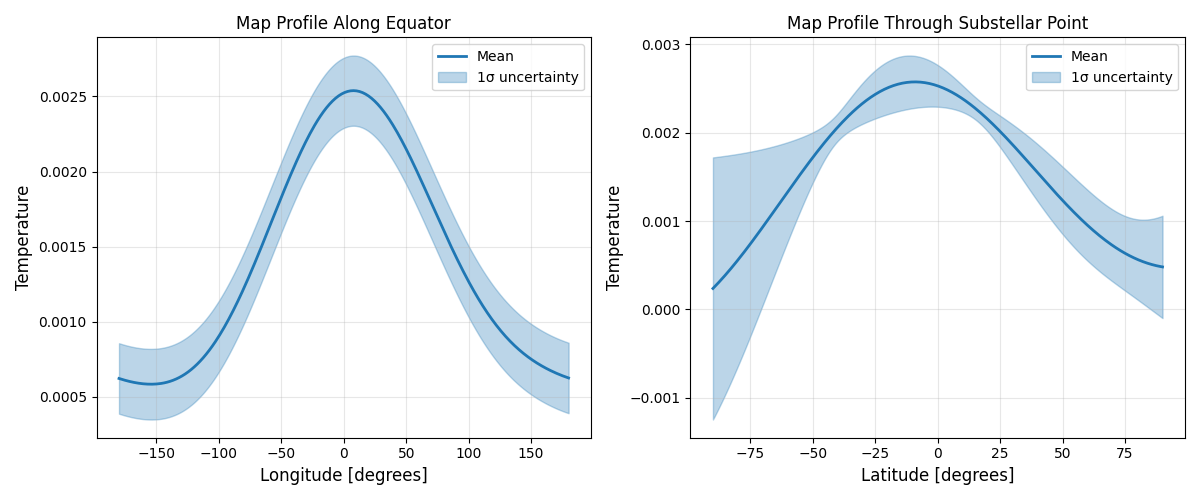 Map Profile Along Equator
Mean
1σ uncertainty
Temperature
0.0025
0.0020
0.0015
0.0010
0.0005
−150 −100 −50 0 50 100 150
Longitude [degrees]
Map Profile Through Substellar Point
Mean
1σ uncertainty
Temperature
0.003
0.002
0.001
0.000
−0.001
−75 −50 −25 0 25 50 75
Latitude [degrees]